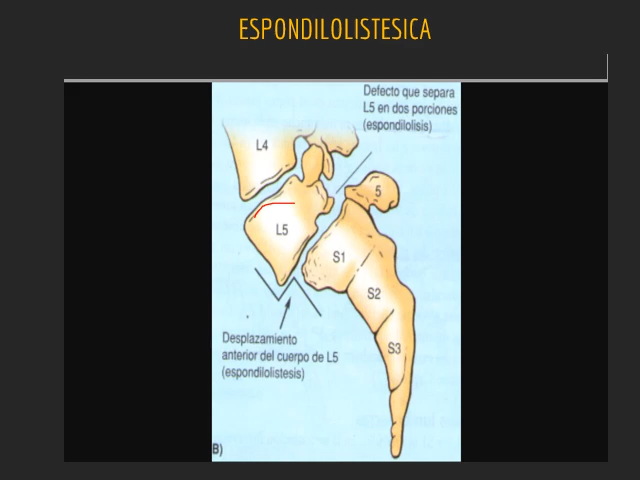 ESPONDILOLISTESICA
Defecto que separa
L5 en dos porciones
(espondilolisis)
L4
5
L5
S1
S2
S3
Desplazamiento
anterior del cuerpo de L5
(espondilolistesis)
B)